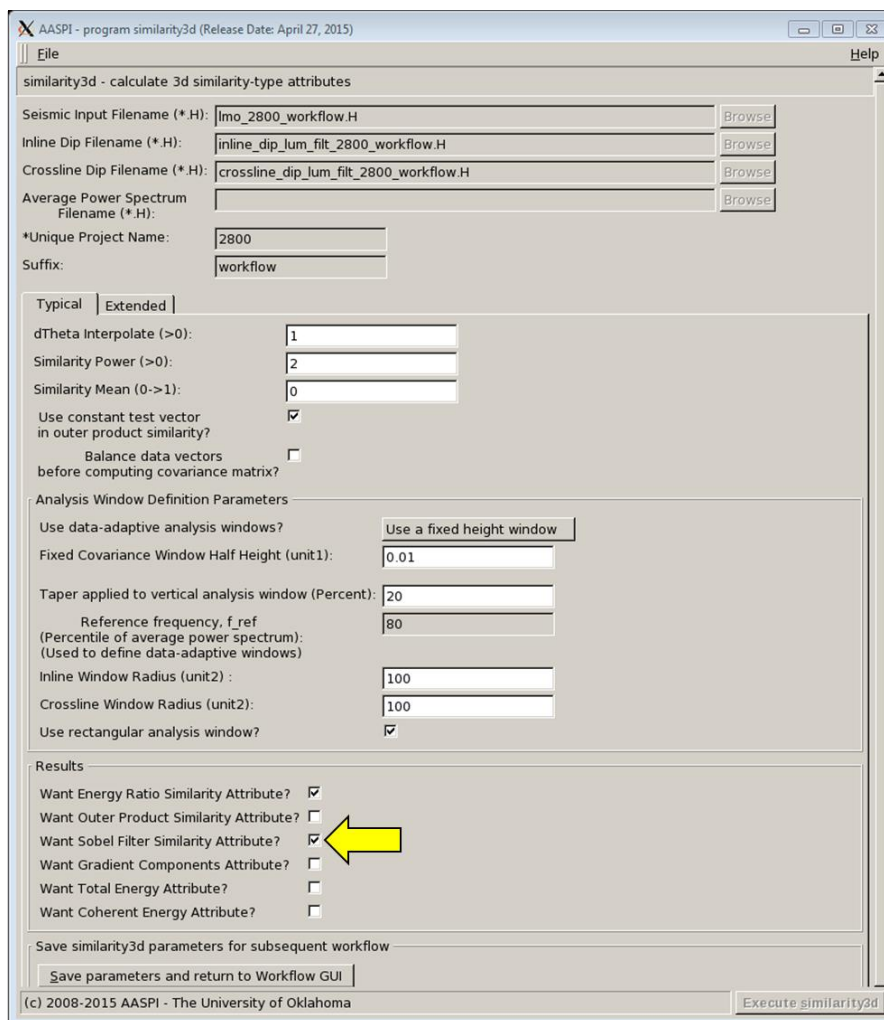 AASPI - program similarity3d (Release Date: April 27, 2015)
File Help
similarity3d - calculate 3d similarity-type attributes
Seismic Input Filename (*.H): lmo_2800_workflow.H Browse
Inline Dip Filename (*.H): inline_dip_lum_filt_2800_workflow.H Browse
Crossline Dip Filename (*.H): crossline_dip_lum_filt_2800_workflow.H Browse
Average Power Spectrum
Filename (*.H): Browse
*Unique Project Name: 2800
Suffix: workflow
Typical Extended
dTheta Interpolate (>0): 1
Similarity Power (>0): 2
Similarity Mean (0->1): 0
Use constant test vector
in outer product similarity?
Balance data vectors
before computing covariance matrix?
Analysis Window Definition Parameters
Use data-adaptive analysis windows? Use a fixed height window
Fixed Covariance Window Half Height (unit1): 0.01
Taper applied to vertical analysis window (Percent): 20
Reference frequency, f_ref 80
(Percentile of average power spectrum):
(Used to define data-adaptive windows)
Inline Window Radius (unit2) : 100
Crossline Window Radius (unit2): 100
Use rectangular analysis window?
Results
Want Energy Ratio Similarity Attribute?
Want Outer Product Similarity Attribute?
Want Sobel Filter Similarity Attribute?
Want Gradient Components Attribute?
Want Total Energy Attribute?
Want Coherent Energy Attribute?
Save similarity3d parameters for subsequent workflow
Save parameters and return to Workflow GUI
(c) 2008-2015 AASPI - The University of Oklahoma Execute similarity3d